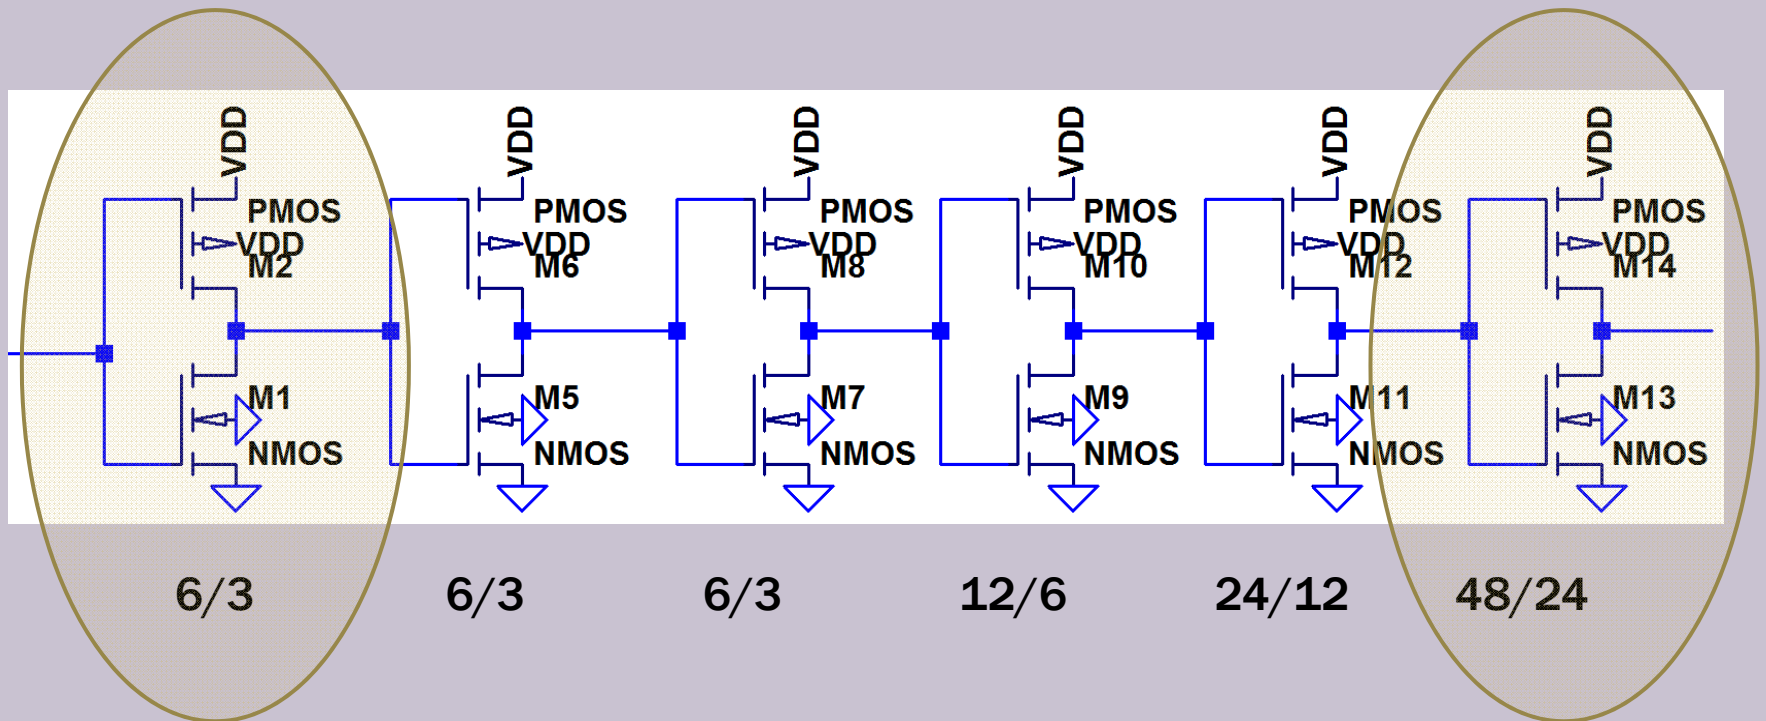 VDD
VDD
VDD
VDD
VDD
VDD
PMOS
PMOS
PMOS
PMOS
PMOS
PMOS
VDD
VDD
VDD
VDD
VDD
VDD
M2
M6
M8
M10
M12
M14
M1
M5
M7
M9
M11
M13
NMOS
NMOS
NMOS
NMOS
NMOS
NMOS
6/3
6/3
6/3
12/6
24/12
48/24